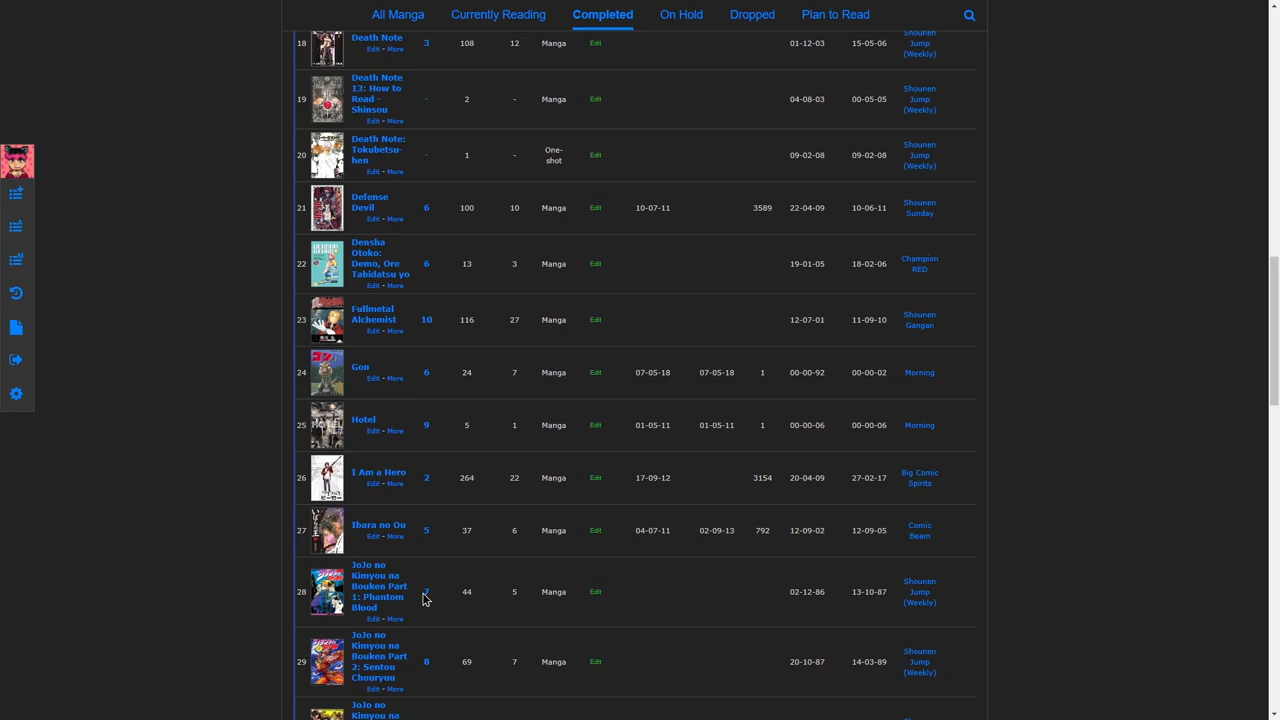 All Manga Currently Reading Completed On Hold Dropped Plan to Read
18 Death Note 3 108 12 Manga Edit 01-12-03 15-05-06 Shounen
Jump
(Weekly)
Edit - More
19 Death Note
13: How to
Read -
Shinsou
- 2 - Manga Edit 04-08-03 00-05-05 Shounen
Jump
(Weekly)
Edit - More
20 Death Note:
Tokubetsu-
hen
- 1 - One-
shot
Edit 09-02-08 09-02-08 Shounen
Jump
(Weekly)
Edit - More
21 Defense
Devil
6 100 10 Manga Edit 10-07-11 3589 22-04-09 10-06-11 Shounen
Sunday
Edit - More
22 Densha
Otoko:
Demo, Ore
Tabidatsu yo
6 13 3 Manga Edit 19-01-05 18-02-06 Champion
RED
Edit - More
23 Fullmetal
Alchemist
10 116 27 Manga Edit 12-07-01 11-09-10 Shounen
Gangan
Edit - More
24 Gon 6 24 7 Manga Edit 07-05-18 07-05-18 1 00-00-92 00-00-02 Morning
Edit - More
25 Hotel 9 5 1 Manga Edit 01-05-11 01-05-11 1 00-00-06 00-00-06 Morning
Edit - More
26 I Am a Hero 2 264 22 Manga Edit 17-09-12 3154 20-04-09 27-02-17 Big Comic
Spirits
Edit - More
27 Ibara no Ou 5 37 6 Manga Edit 04-07-11 02-09-13 792 12-09-02 12-09-05 Comic
Beam
Edit - More
28 JoJo no
Kimyou na
Bouken Part
1: Phantom
Blood
7 44 5 Manga Edit 02-12-86 13-10-87 Shounen
Jump
(Weekly)
Edit - More
29 JoJo no
Kimyou na
Bouken Part
2: Sentou
Chouryuu
8 69 7 Manga Edit 20-10-87 14-03-89 Shounen
Jump
(Weekly)
Edit - More
JoJo no
Kimyou na